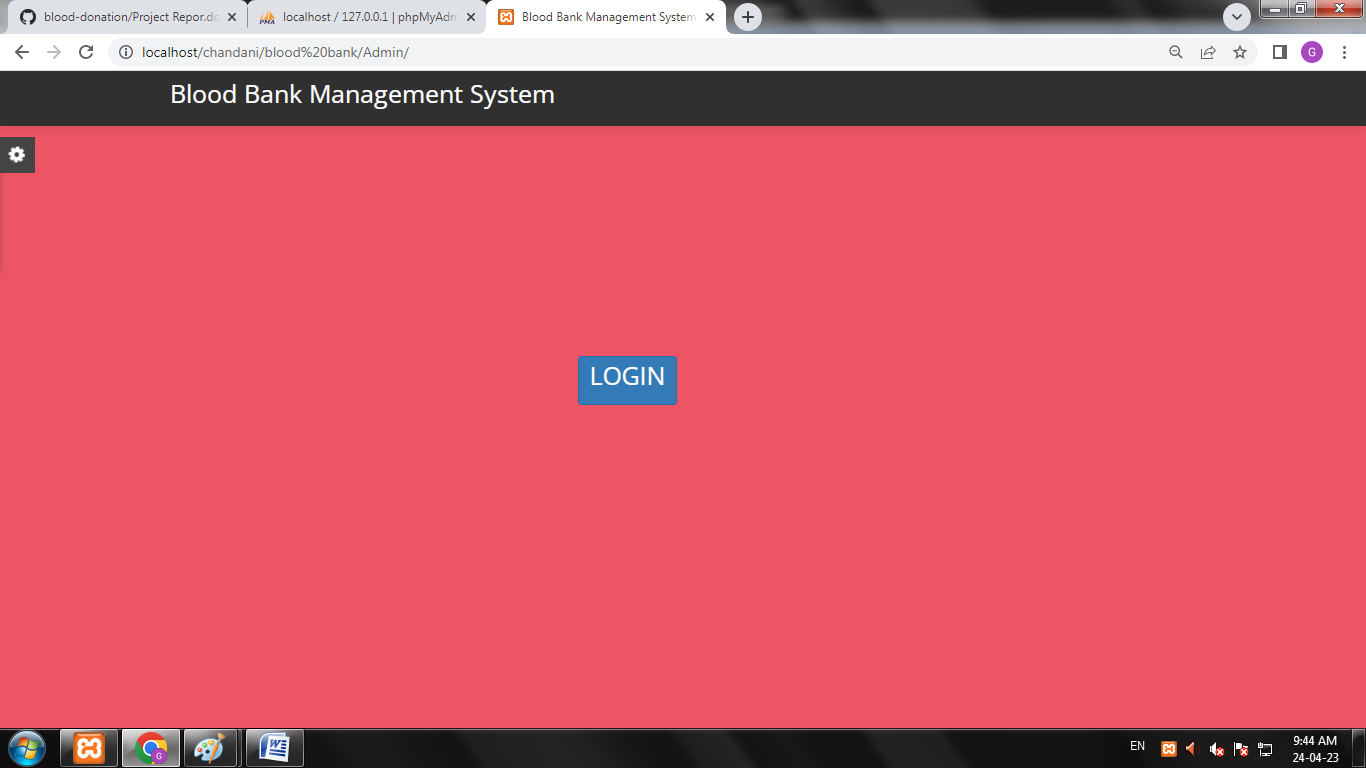 blood-donation/Project Repor.dc
localhost / 127.0.0.1 | phpMyAdm
Blood Bank Management System
localhost/chandani/blood%20bank/Admin/
G
Blood Bank Management System
LOGIN
G
EN
9:44 AM
24-04-23